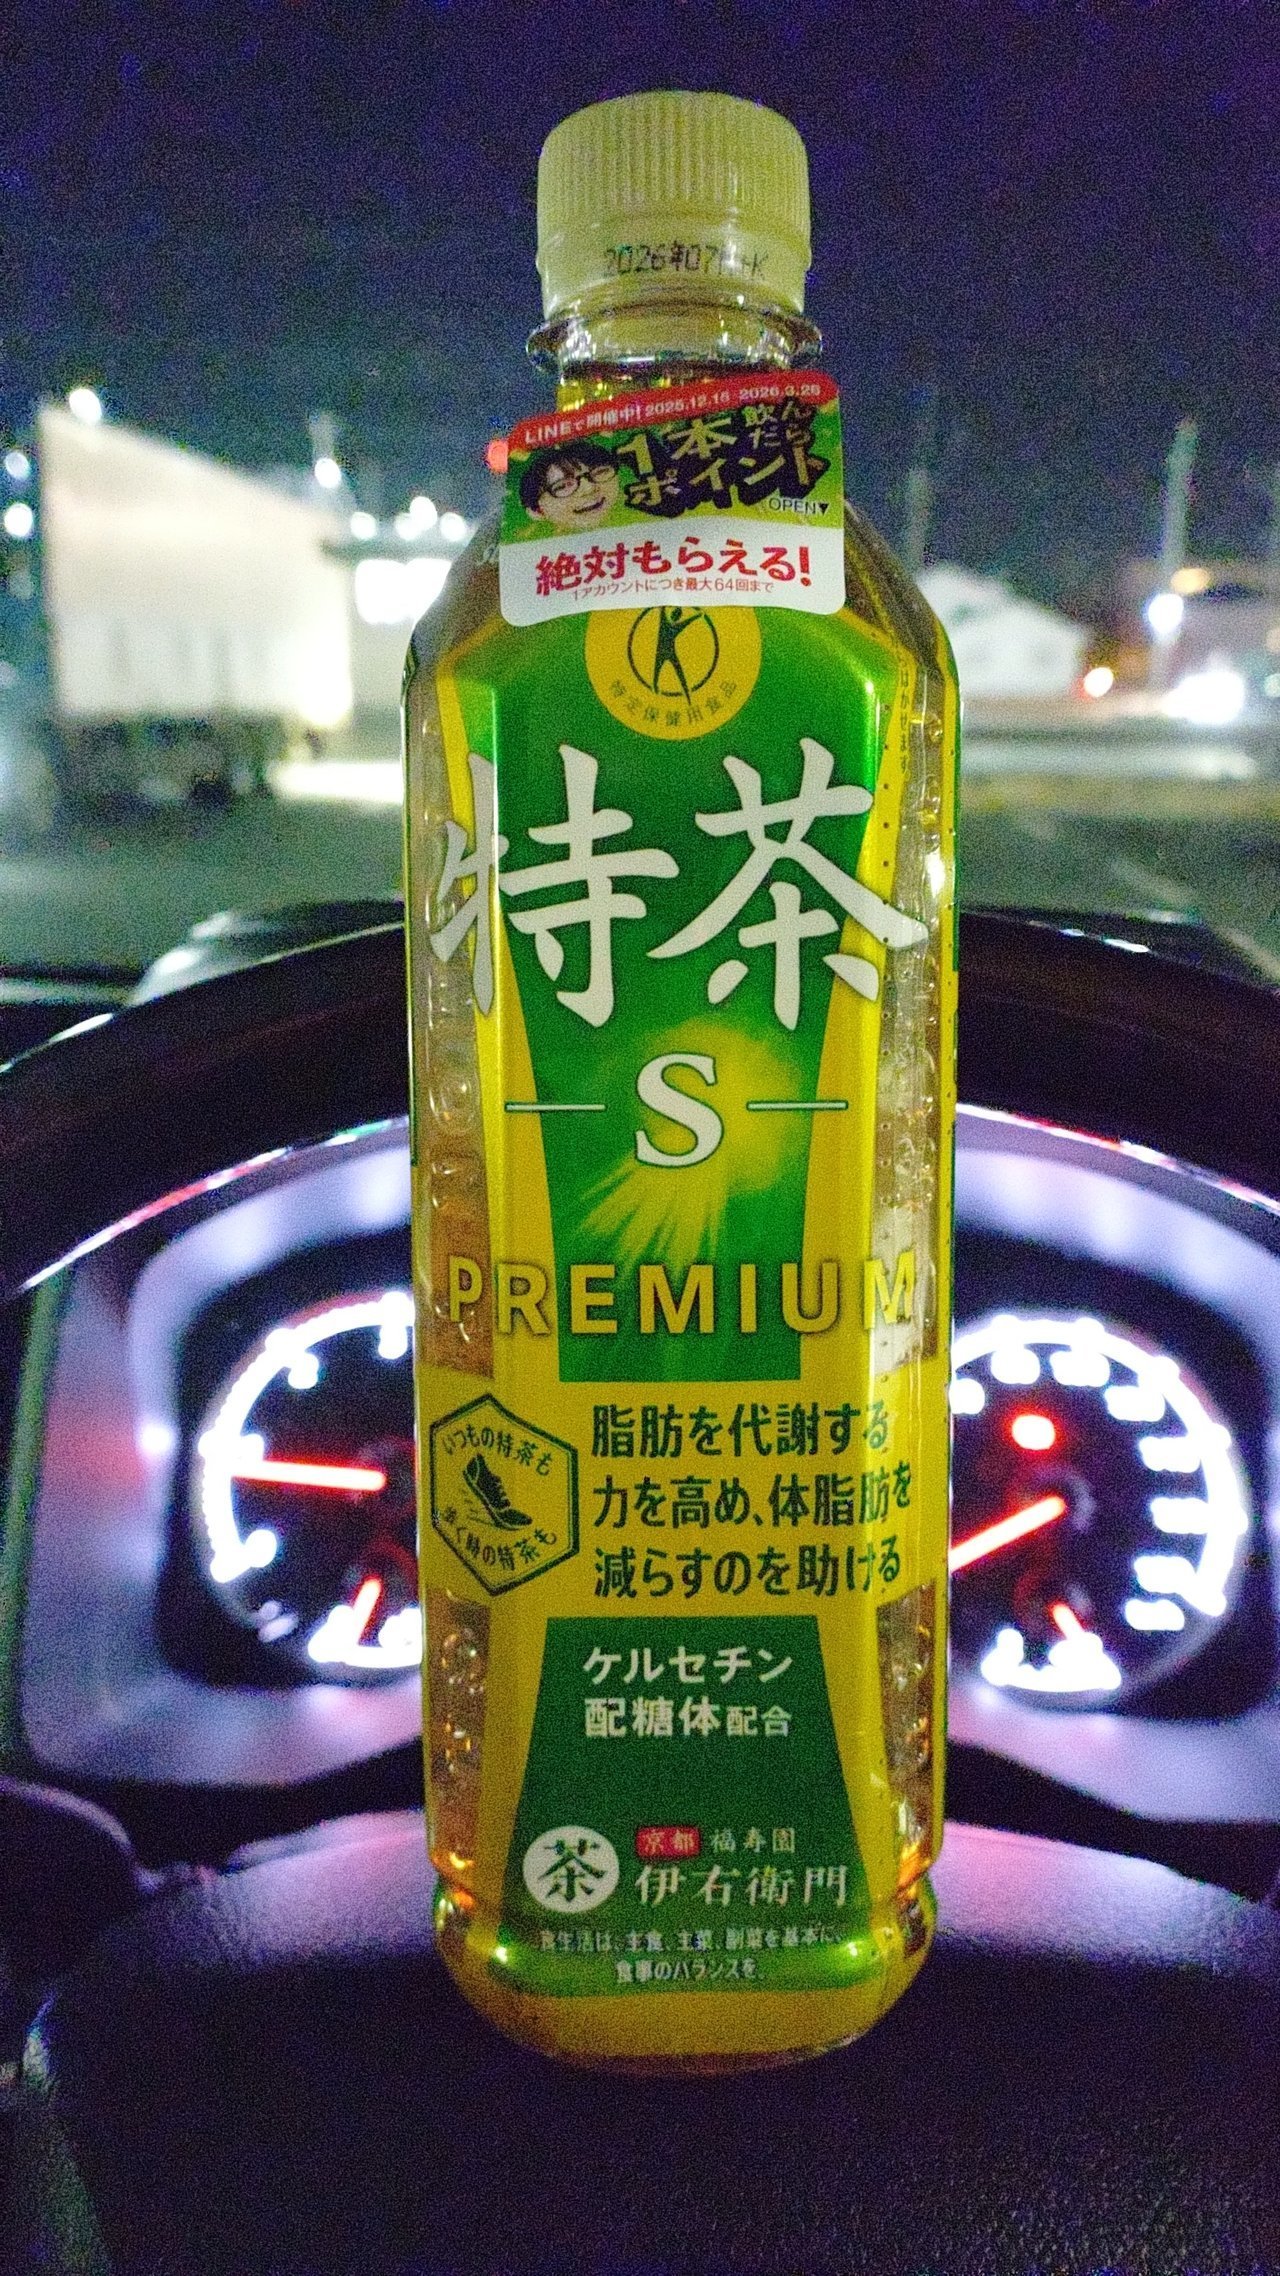 2026年07
LINEで開催中! 2025.12.16 2026.3.26
1本飲んだら
ポイント
OPEN▼
絶対もらえる!
1アカウントにつき最大64回まで
特定保健用食品
特茶
S
PREMIUM
いつもの特茶も
脂肪を代謝する
力を高め、体脂肪を
減らすのを助ける
の特茶も
ケルセチン
配糖体配合
茶
京都 福寿園
伊右衛門
食生活は、主食、主菜、副菜を基本に、
食事のバランスを。